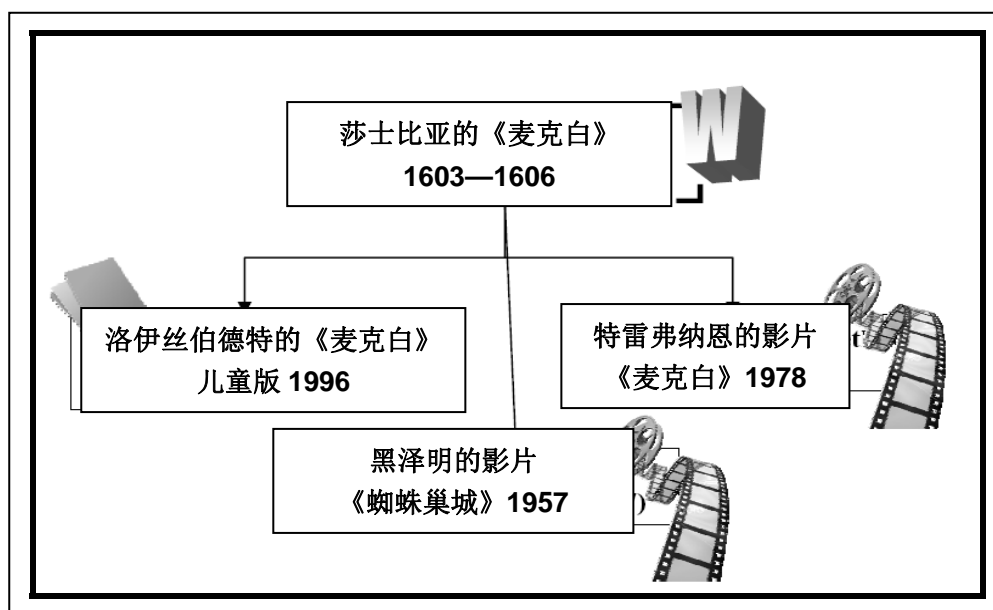 莎士比亚的《麦克白》
1603—1606
W
洛伊丝伯德特的《麦克白》
儿童版 1996
特雷弗纳恩的影片
《麦克白》1978
黑泽明的影片
《蜘蛛巢城》1957